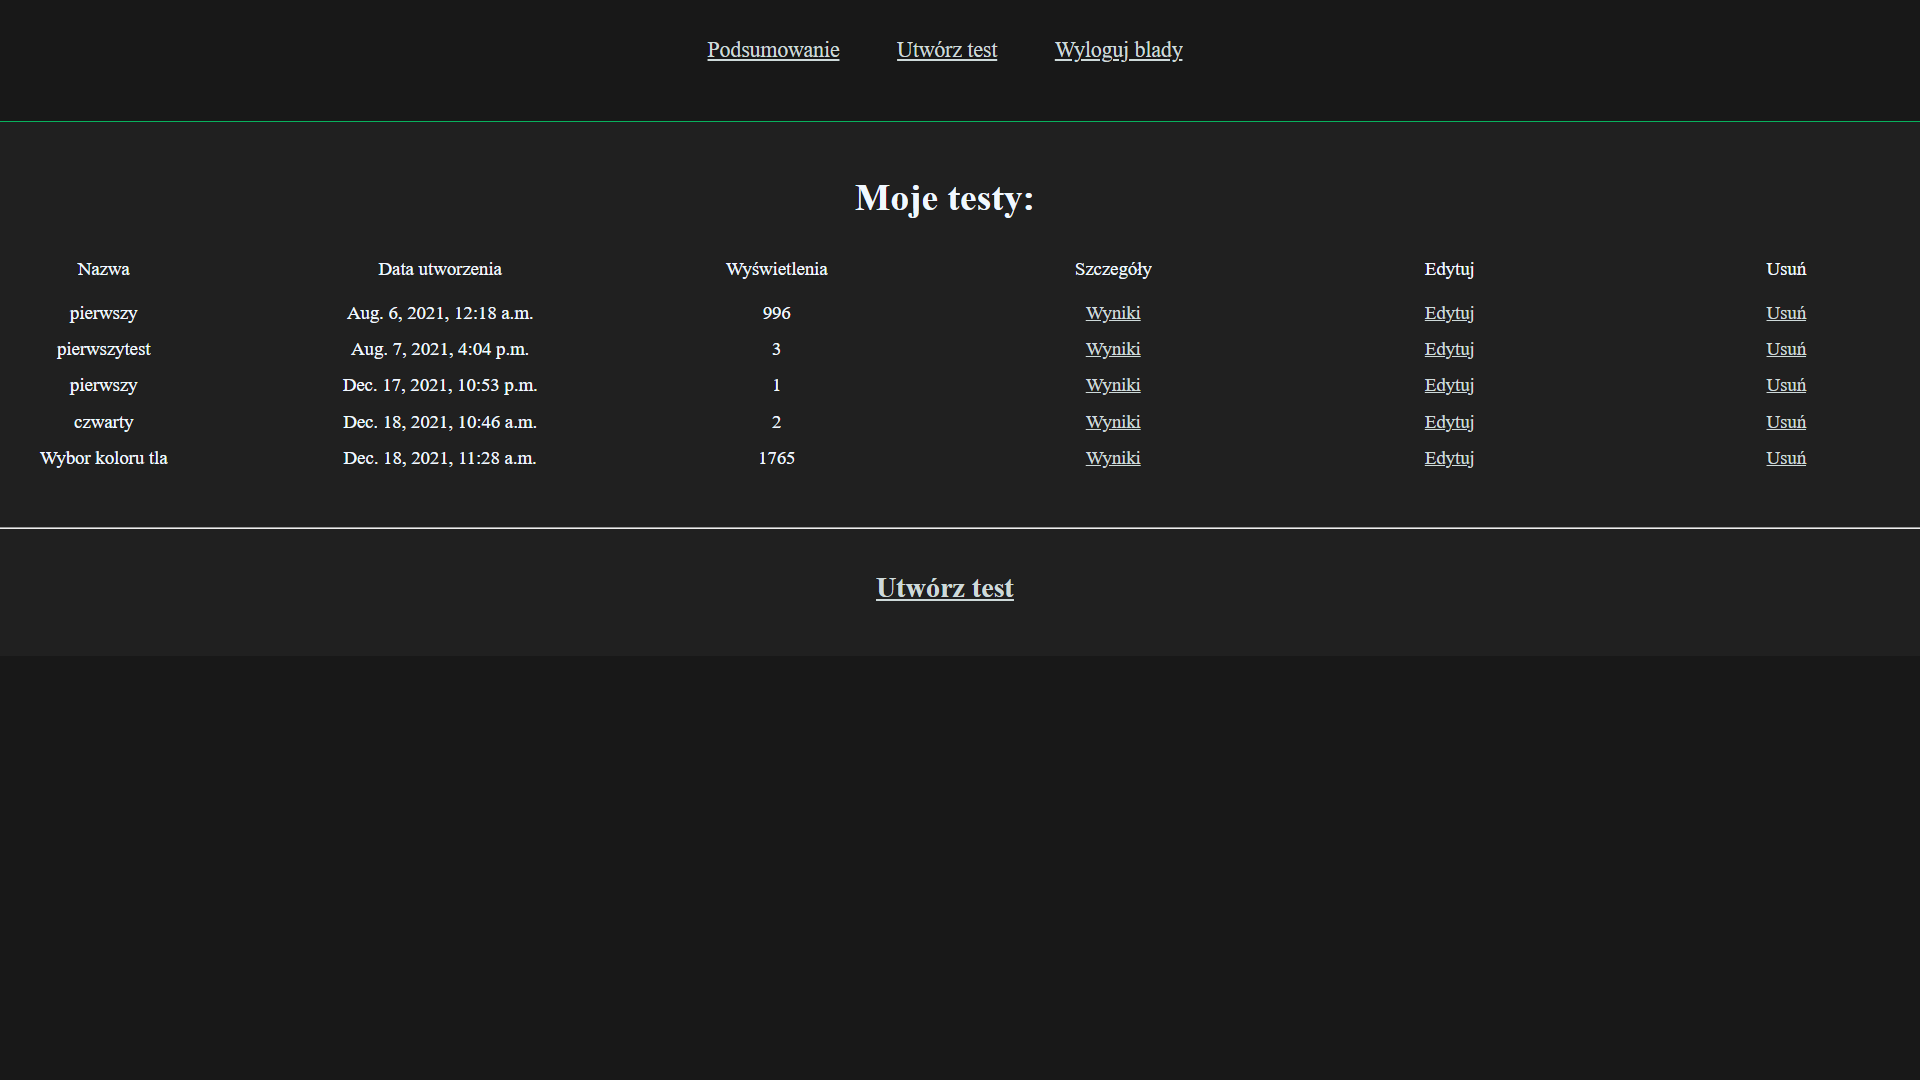 Podsumowanie Utwórz test Wyloguj blady
Moje testy:
Nazwa Data utworzenia Wyświetlenia Szczegóły Edytuj Usuń
pierwszy Aug. 6, 2021, 12:18 a.m. 996 Wyniki Edytuj Usuń
pierwszytest Aug. 7, 2021, 4:04 p.m. 3 Wyniki Edytuj Usuń
pierwszy Dec. 17, 2021, 10:53 p.m. 1 Wyniki Edytuj Usuń
czwarty Dec. 18, 2021, 10:46 a.m. 2 Wyniki Edytuj Usuń
Wybor koloru tla Dec. 18, 2021, 11:28 a.m. 1765 Wyniki Edytuj Usuń
Utwórz test